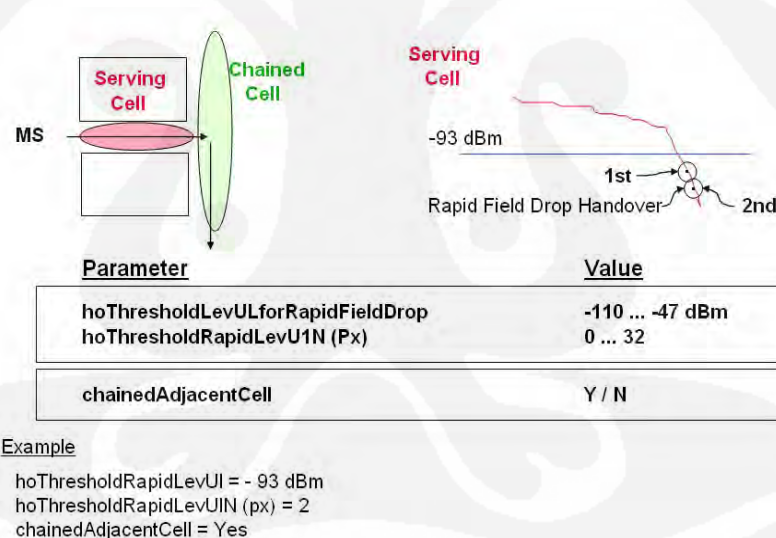 Serving
Cell
Chained
Cell
MS
Serving
Cell
-93 dBm
1st
Rapid Field Drop Handover
2nd
Parameter Value
hoThresholdLevULforRapidFieldDrop -110 ... -47 dBm
hoThresholdRapidLevU1N (Px) 0 ... 32
chainedAdjacentCell Y / N
Example
hoThresholdRapidLevUl = - 93 dBm
hoThresholdRapidLevUlN (px) = 2
chainedAdjacentCell = Yes